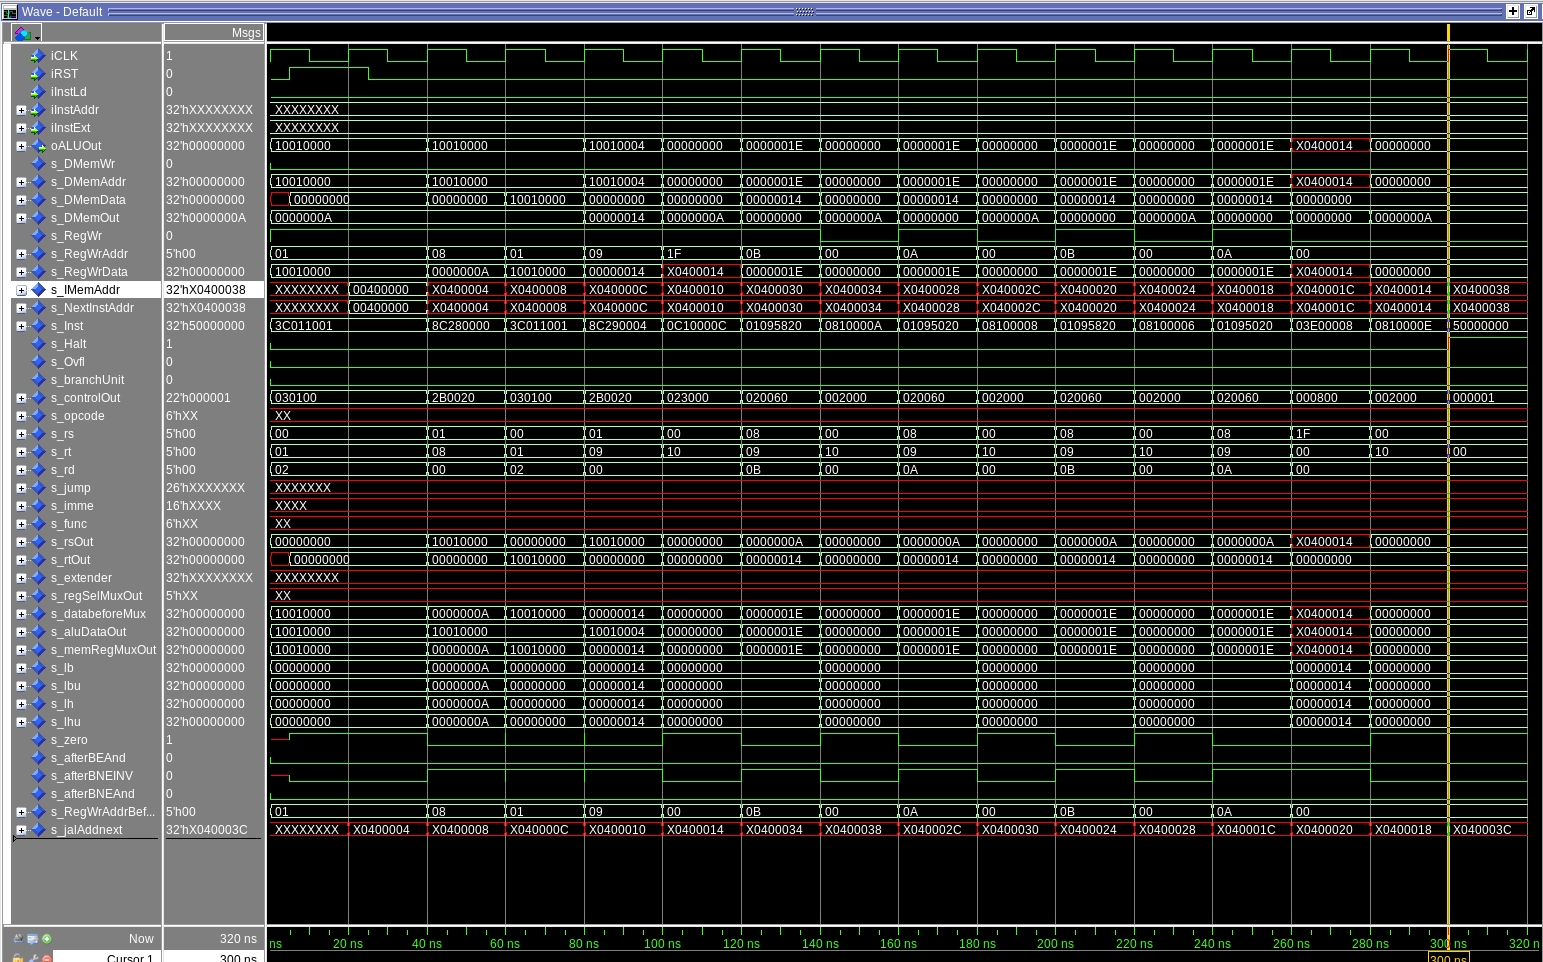 Wave - Default
Msgs
iCLK 1
iRST 0
iInstLd 0
iInstAddr 32'hXXXXXXXX XXXXXXXX
iInstExt 32'hXXXXXXXX XXXXXXXX
oALUOut 32'h00000000 10010000 10010000 10010004 00000000 0000001E 00000000 0000001E 00000000 0000001E 00000000 0000001E X0400014 00000000
s_DMemWr 0
s_DMemAddr 32'h00000000 10010000 10010000 10010004 00000000 0000001E 00000000 0000001E 00000000 0000001E 00000000 0000001E X0400014 00000000
s_DMemData 32'h00000000 00000000 00000000 10010000 00000000 00000000 00000014 00000000 00000014 00000000 00000014 00000000 00000014 00000000
s_DMemOut 32'h0000000A 0000000A 00000014 0000000A 00000000 0000000A 00000000 0000000A 00000000 0000000A 00000000 00000000 0000000A
s_RegWr 0
s_RegWrAddr 5'h00 01 08 01 09 1F 0B 00 0A 00 0B 00 0A 00
s_RegWrData 32'h00000000 10010000 0000000A 10010000 00000014 X0400014 0000001E 00000000 0000001E 00000000 0000001E 00000000 0000001E X0400014 00000000
s_IMemAddr 32'hX0400038 XXXXXXXX 00400000 X0400004 X0400008 X040000C X0400010 X0400030 X0400034 X0400028 X040002C X0400020 X0400024 X0400018 X040001C X0400014 X0400038
s_NextInstAddr 32'hX0400038 XXXXXXXX 00400000 X0400004 X0400008 X040000C X0400010 X0400030 X0400034 X0400028 X040002C X0400020 X0400024 X0400018 X040001C X0400014 X0400038
s_Inst 32'h50000000 3C011001 8C280000 3C011001 8C290004 0C10000C 01095820 0810000A 01095020 08100008 01095820 08100006 01095020 03E00008 0810000E 50000000
s_Halt 1
s_Ovfl 0
s_branchUnit 0
s_controlOut 22'h000001 030100 2B0020 030100 2B0020 023000 020060 002000 020060 002000 020060 002000 020060 000800 002000 000001
s_opcode 6'hXX XX
s_rs 5'h00 00 01 00 01 00 08 00 08 00 08 00 08 1F 00
s_rt 5'h00 01 08 01 09 10 09 10 09 10 09 10 09 00 10 00
s_rd 5'h00 02 00 02 00 0B 00 0A 00 0B 00 0A 00
s_jump 26'hXXXXXXX XXXXXXX
s_imme 16'hXXXX XXXX
s_func 6'hXX XX
s_rsOut 32'h00000000 00000000 10010000 00000000 10010000 00000000 0000000A 00000000 0000000A 00000000 0000000A 00000000 0000000A X0400014 00000000
s_rtOut 32'h00000000 00000000 00000000 10010000 00000000 00000000 00000014 00000000 00000014 00000000 00000014 00000000 00000014 00000000
s_extender 32'hXXXXXXXX XXXXXXXX
s_regSelMuxOut 5'hXX XX
s_databeforeMux 32'h00000000 10010000 0000000A 10010000 00000014 00000000 0000001E 00000000 0000001E 00000000 0000001E 00000000 0000001E X0400014 00000000
s_aluDataOut 32'h00000000 10010000 10010000 10010004 00000000 0000001E 00000000 0000001E 00000000 0000001E 00000000 0000001E X0400014 00000000
s_memRegMuxOut 32'h00000000 10010000 0000000A 10010000 00000014 00000000 0000001E 00000000 0000001E 00000000 0000001E 00000000 0000001E X0400014 00000000
s_lb 32'h00000000 00000000 0000000A 00000000 00000014 00000000 00000000 00000000 00000000 00000014 00000000
s_lbu 32'h00000000 00000000 0000000A 00000000 00000014 00000000 00000000 00000000 00000000 00000014 00000000
s_lh 32'h00000000 00000000 0000000A 00000000 00000014 00000000 00000000 00000000 00000000 00000014 00000000
s_lhu 32'h00000000 00000000 0000000A 00000000 00000014 00000000 00000000 00000000 00000000 00000014 00000000
s_zero 1
s_afterBEAnd 0
s_afterBNEINV 0
s_afterBNEAnd 0
s_RegWrAddrBef... 5'h00 01 08 01 09 00 0B 00 0A 00 0B 00 0A 00
s_jalAddnext 32'hX040003C XXXXXXXX X0400004 X0400008 X040000C X0400010 X0400014 X0400034 X0400038 X040002C X0400030 X0400024 X0400028 X040001C X0400020 X0400018 X040003C
Now 320 ns ns 20 ns 40 ns 60 ns 80 ns 100 ns 120 ns 140 ns 160 ns 180 ns 200 ns 220 ns 240 ns 260 ns 280 ns 300 ns 320 n
Cursor 1 300 ns 300 ns